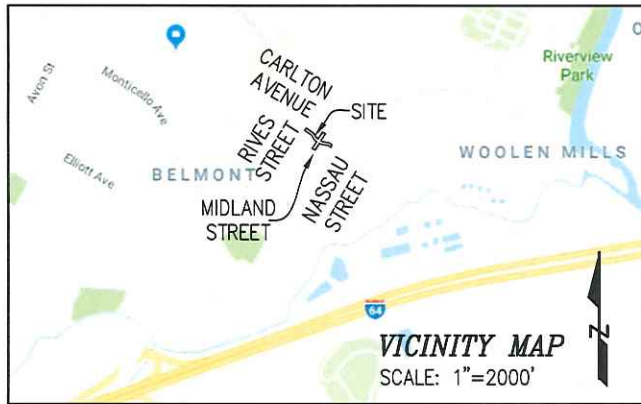 O
Riverview
Park
CARLTON
AVENUE
Avon St
Monticello Ave
SITE
RIVES
STREET
Elliott Ave
BELMONT
WOOLEN MILLS
NASSAU
STREET
MIDLAND
STREET
64
VICINITY MAP
SCALE: 1"=2000'
N